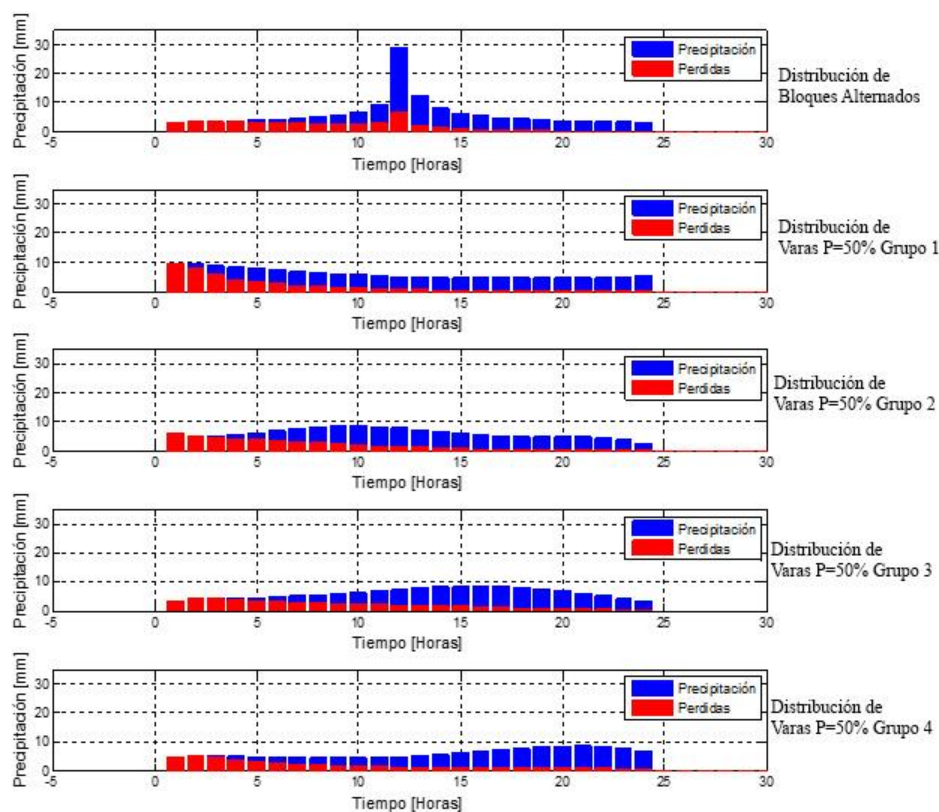 Precipitación [mm]
30
20
10
0
-5 0 5 10 15 20 25 30
Tiempo [Horas]
Precipitación
Perdidas
Distribución de
Bloques Alternados
Precipitación [mm]
30
20
10
0
-5 0 5 10 15 20 25 30
Tiempo [Horas]
Precipitación
Perdidas
Distribución de
Varas P=50% Grupo 1
Precipitación [mm]
30
20
10
0
-5 0 5 10 15 20 25 30
Tiempo [Horas]
Precipitación
Perdidas
Distribución de
Varas P=50% Grupo 2
Precipitación [mm]
30
20
10
0
-5 0 5 10 15 20 25 30
Tiempo [Horas]
Precipitación
Perdidas
Distribución de
Varas P=50% Grupo 3
Precipitación [mm]
30
20
10
0
-5 0 5 10 15 20 25 30
Tiempo [Horas]
Precipitación
Perdidas
Distribución de
Varas P=50% Grupo 4